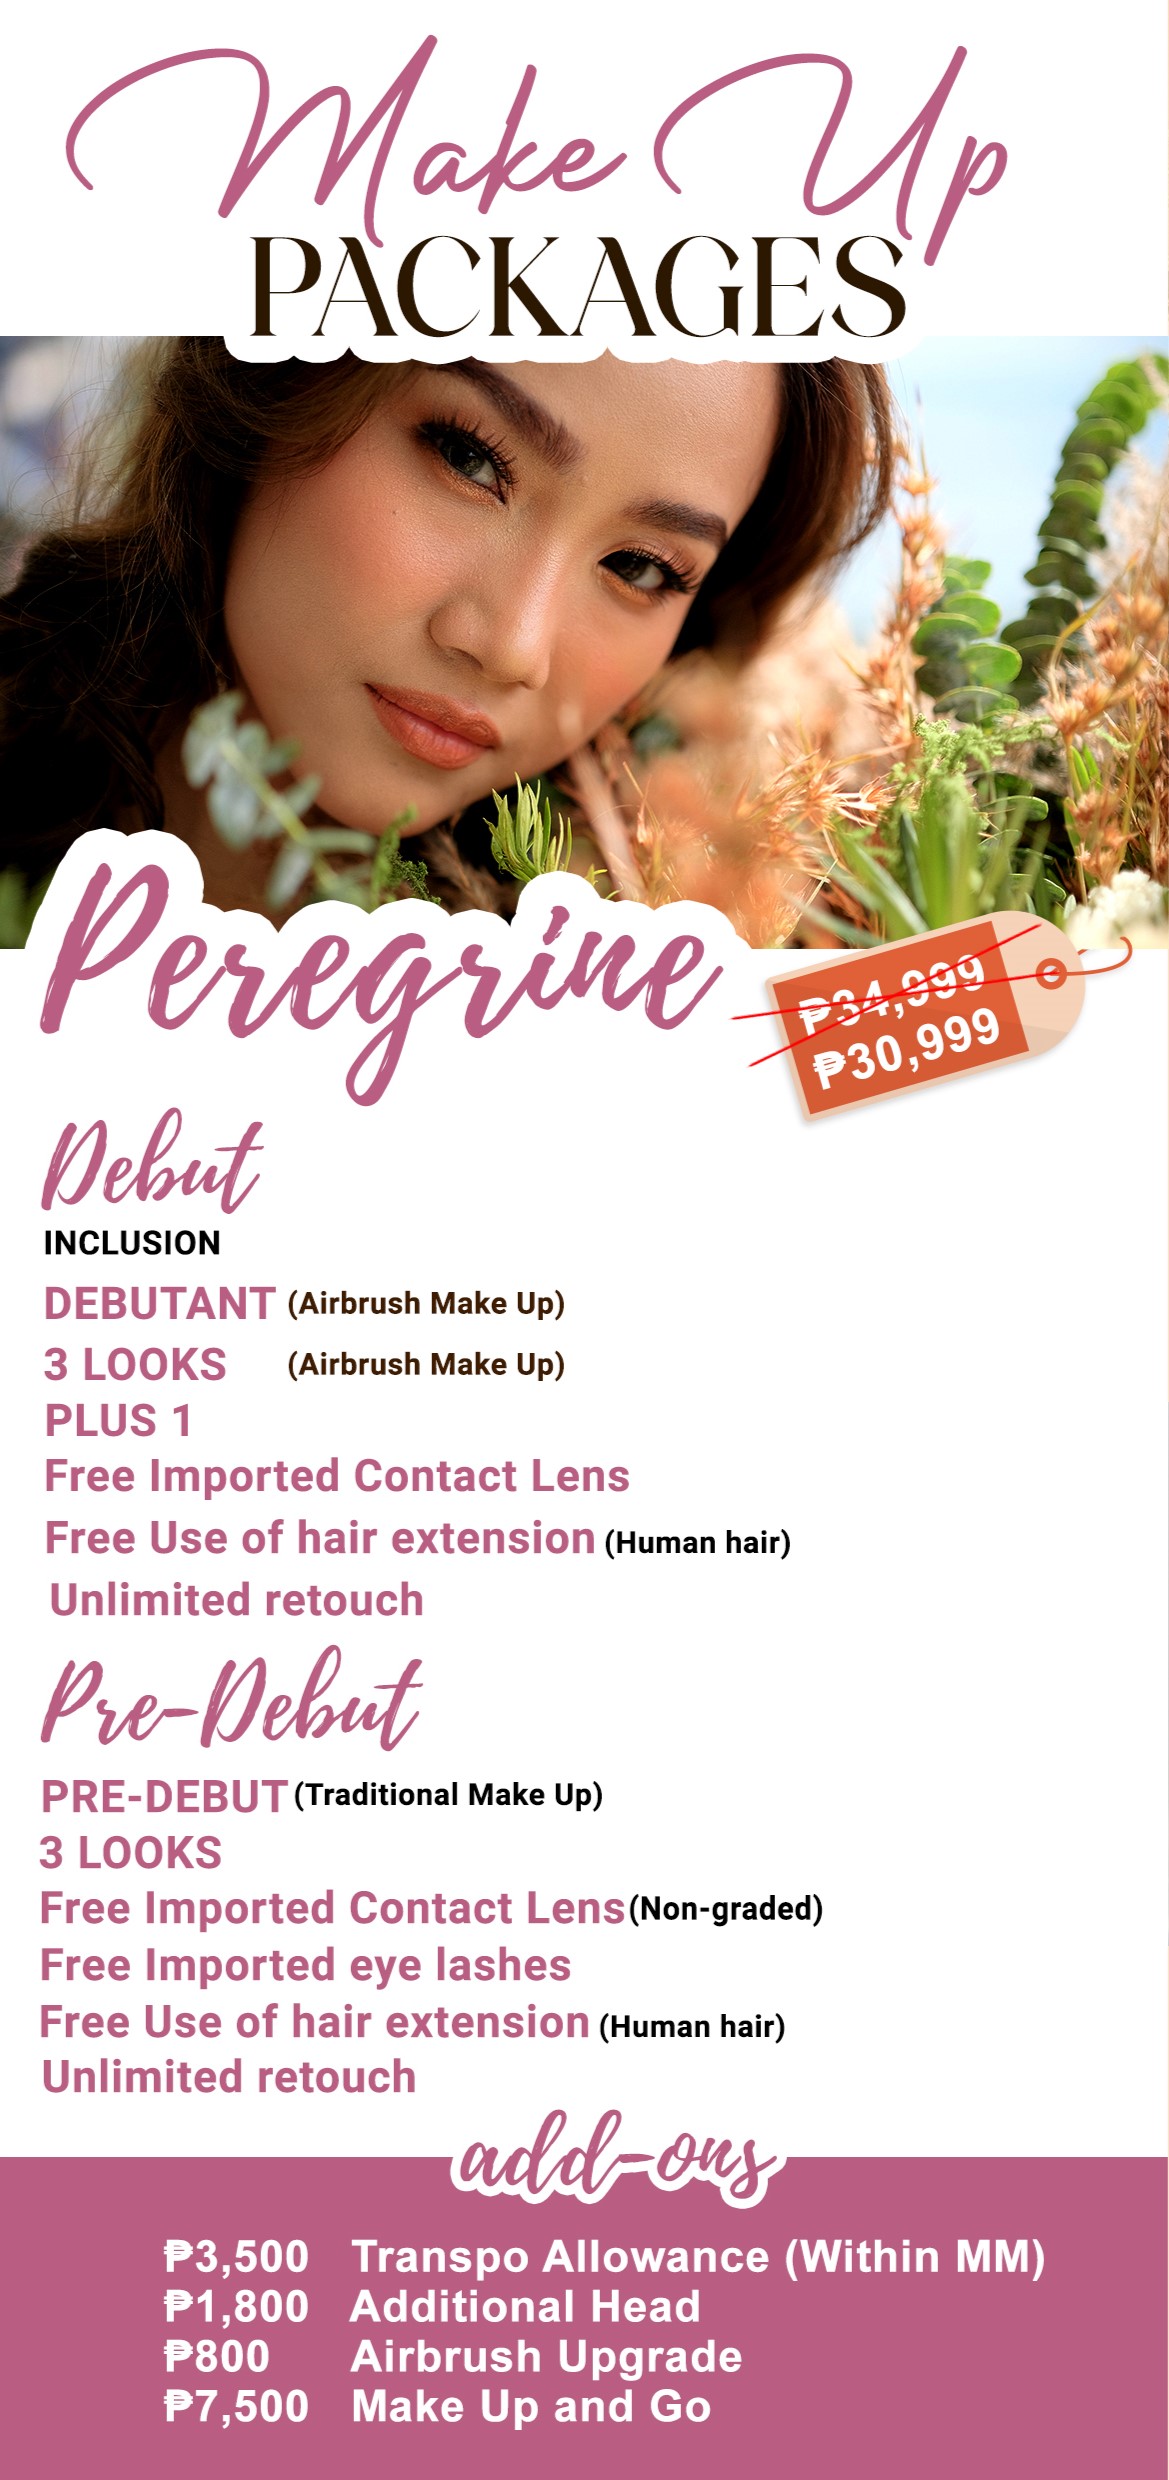 Make Up
PACKAGES
Peregrine
₱34,999
₱30,999
Debut
INCLUSION
DEBUTANT (Airbrush Make Up)
3 LOOKS (Airbrush Make Up)
PLUS 1
Free Imported Contact Lens
Free Use of hair extension (Human hair)
Unlimited retouch
Pre-Debut
PRE-DEBUT (Traditional Make Up)
3 LOOKS
Free Imported Contact Lens (Non-graded)
Free Imported eye lashes
Free Use of hair extension (Human hair)
Unlimited retouch
add-ons
₱3,500 Transpo Allowance (Within MM)
₱1,800 Additional Head
₱800 Airbrush Upgrade
₱7,500 Make Up and Go